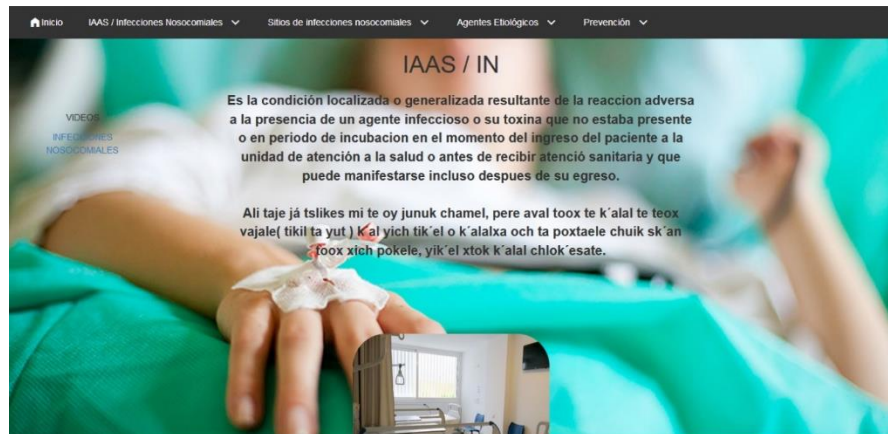 Inicio IAAS / Infecciones Nosocomiales Sitios de infecciones nosocomiales Agentes Etiológicos Prevención
IAAS / IN
Es la condición localizada o generalizada resultante de la reaccion adversa
a la presencia de un agente infeccioso o su toxina que no estaba presente
o en periodo de incubacion en el momento del ingreso del paciente a la
unidad de atención a la salud o antes de recibir atenció sanitaria y que
puede manifestarse incluso despues de su egreso.
Ali taje já tslikes mi te oy junuk chamel, pere aval toox te k´alal te teox
vajale( tikil ta yut ) k´al yich tik´el o k´alalxa och ta poxtaele chuik sk´an
toox xich pokele, yik´el xtok k´alal chlok´esate.
VIDEOS
INFECCIONES
NOSOCOMIALES